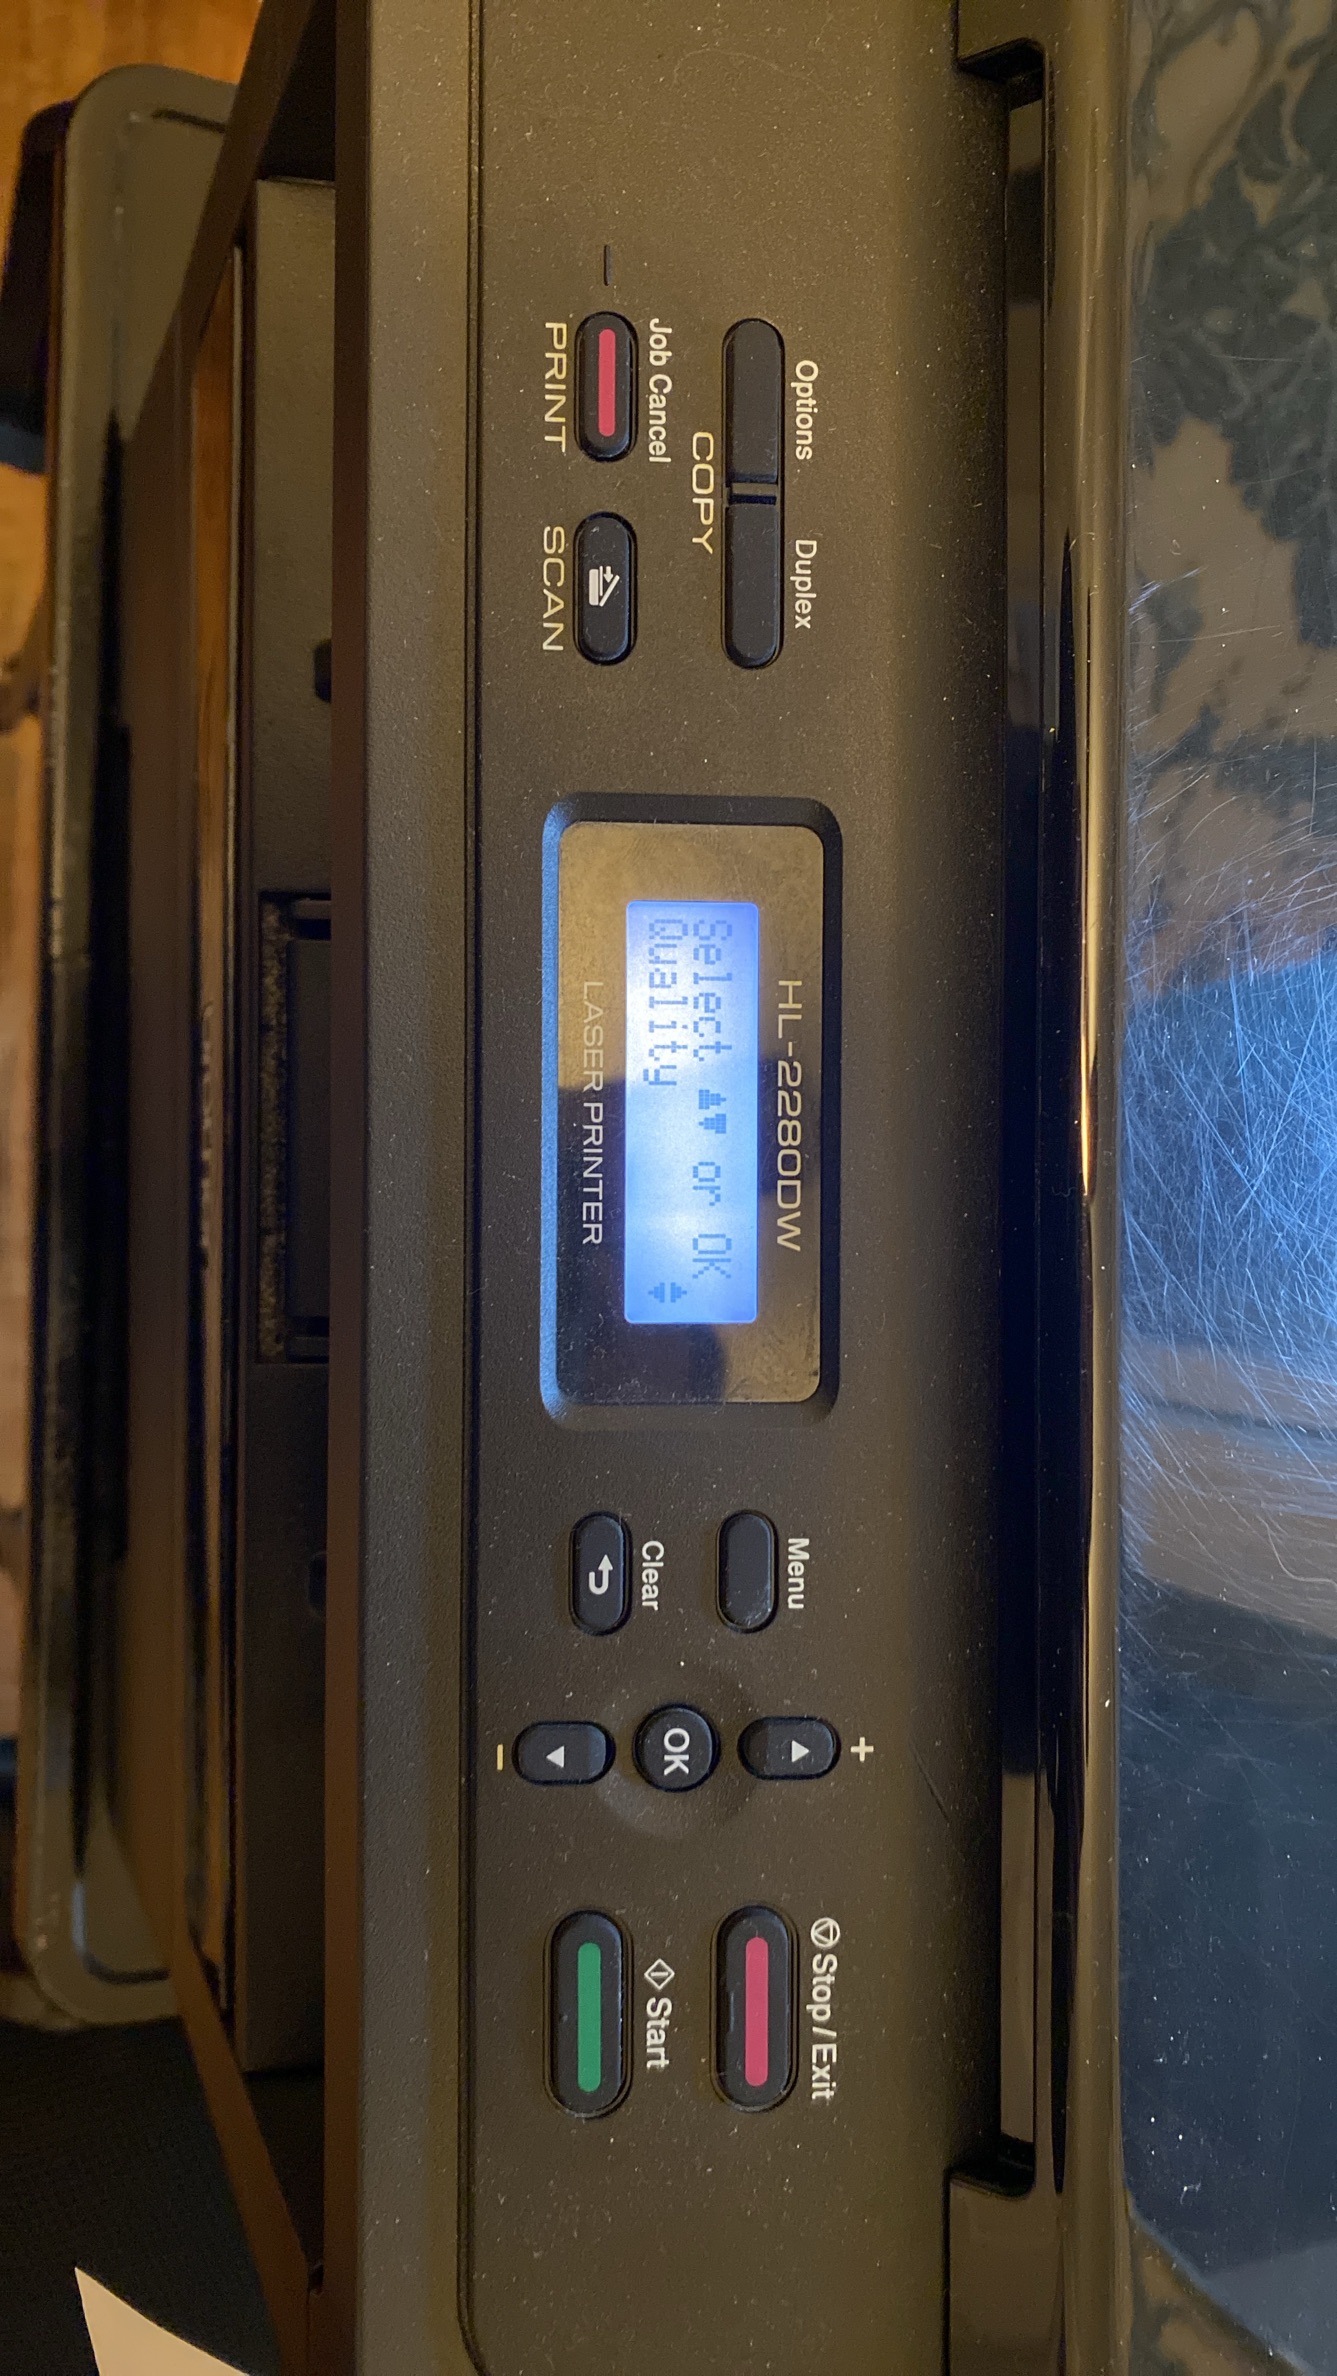 Options Duplex
COPY
Job Cancel
PRINT SCAN
HL-2280DW
Select ▲▼ or OK
Quality
LASER PRINTER
Menu
Clear
+
OK
-
Stop/Exit
Start